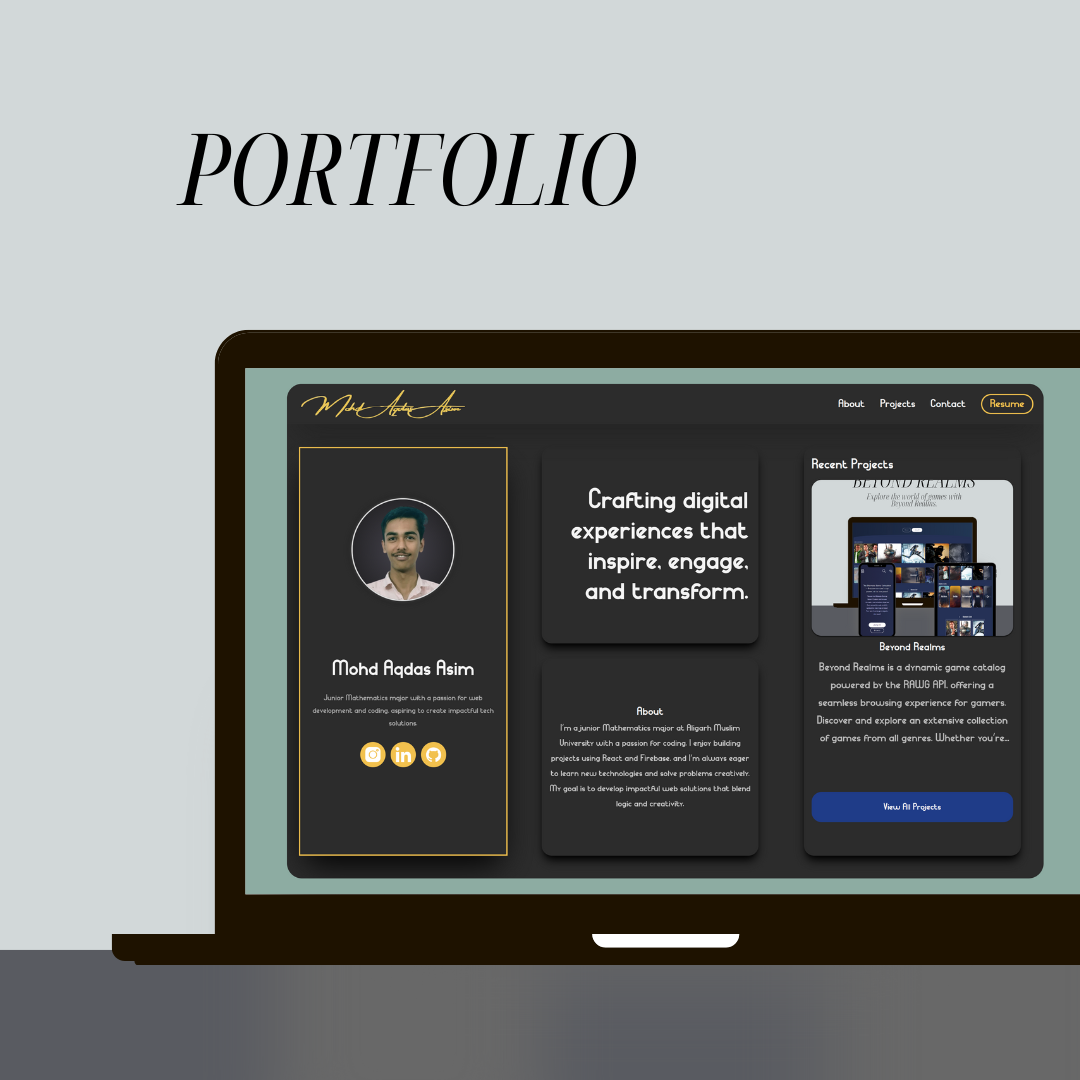 PORTFOLIO
Mohd Aqdas Asim
About
Projects
Contact
Resume
Mohd Aqdas Asim
Junior Mathematics major with a passion for web
development and coding, aspiring to create impactful tech
solutions.
Crafting digital
experiences that
inspire, engage,
and transform.
About
I'm a junior Mathematics major at Aligarh Muslim
University with a passion for coding. I enjoy building
projects using React and Firebase, and I'm always eager
to learn new technologies and solve problems creatively.
My goal is to develop impactful web solutions that blend
logic and creativity.
Recent Projects
BEYOND REALMS
Explore the world of games with
Beyond Realms.
Beyond Realms
Beyond Realms is a dynamic game catalog
powered by the RAWG API, offering a
seamless browsing experience for gamers.
Discover and explore an extensive collection
of games from all genres. Whether you're...
View All Projects